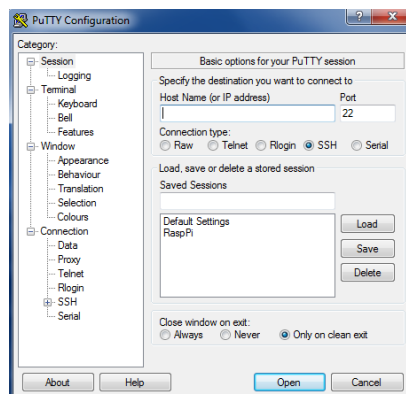 PuTTY Configuration
Category:
Session
Logging
Terminal
Keyboard
Bell
Features
Window
Appearance
Behaviour
Translation
Selection
Colours
Connection
Data
Proxy
Telnet
Rlogin
SSH
Serial
Basic options for your PuTTY session
Specify the destination you want to connect to
Host Name (or IP address) Port
22
Connection type:
Raw Telnet Rlogin SSH Serial
Load, save or delete a stored session
Saved Sessions
Default Settings
RaspPi
Load
Save
Delete
Close window on exit:
Always Never Only on clean exit
About Help Open Cancel